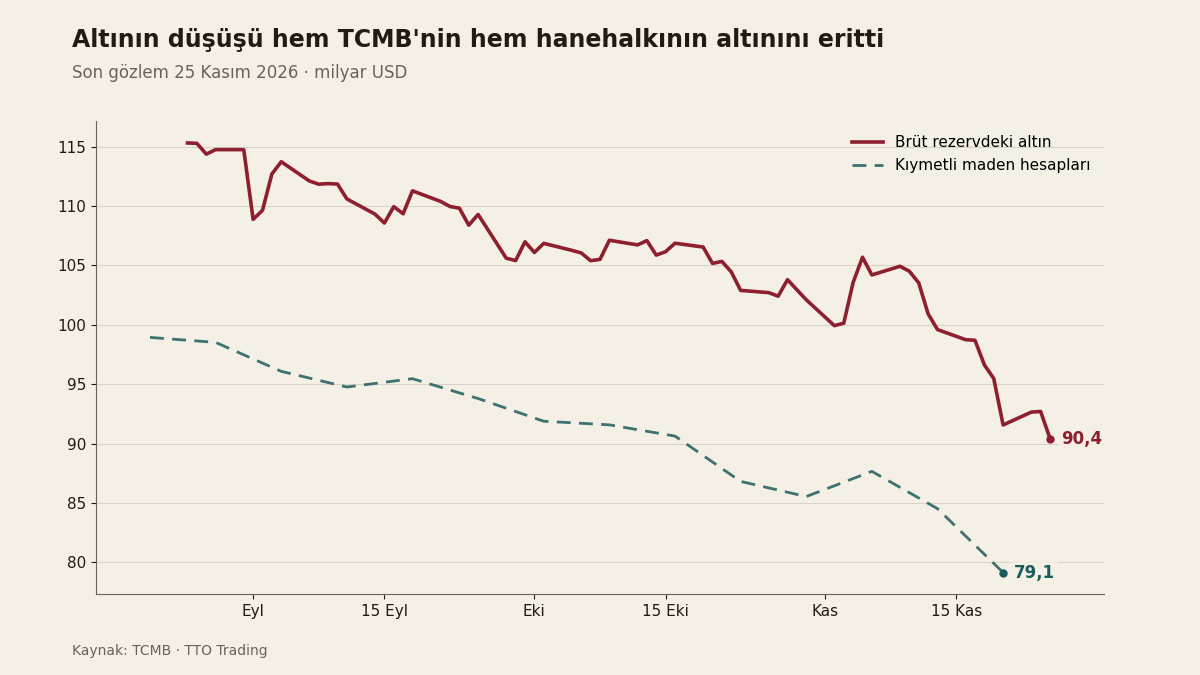 Altının düşüşü hem TCMB'nin hem hanehalkının altınını eritti
Son gözlem 25 Kasım 2026 · milyar USD
115
110
105
100
95
90
85
80
Brüt rezervdeki altın
Kıymetli maden hesapları
90,4
79,1
Eyl
15 Eyl
Eki
15 Eki
Kas
15 Kas
Kaynak: TCMB · TTO Trading